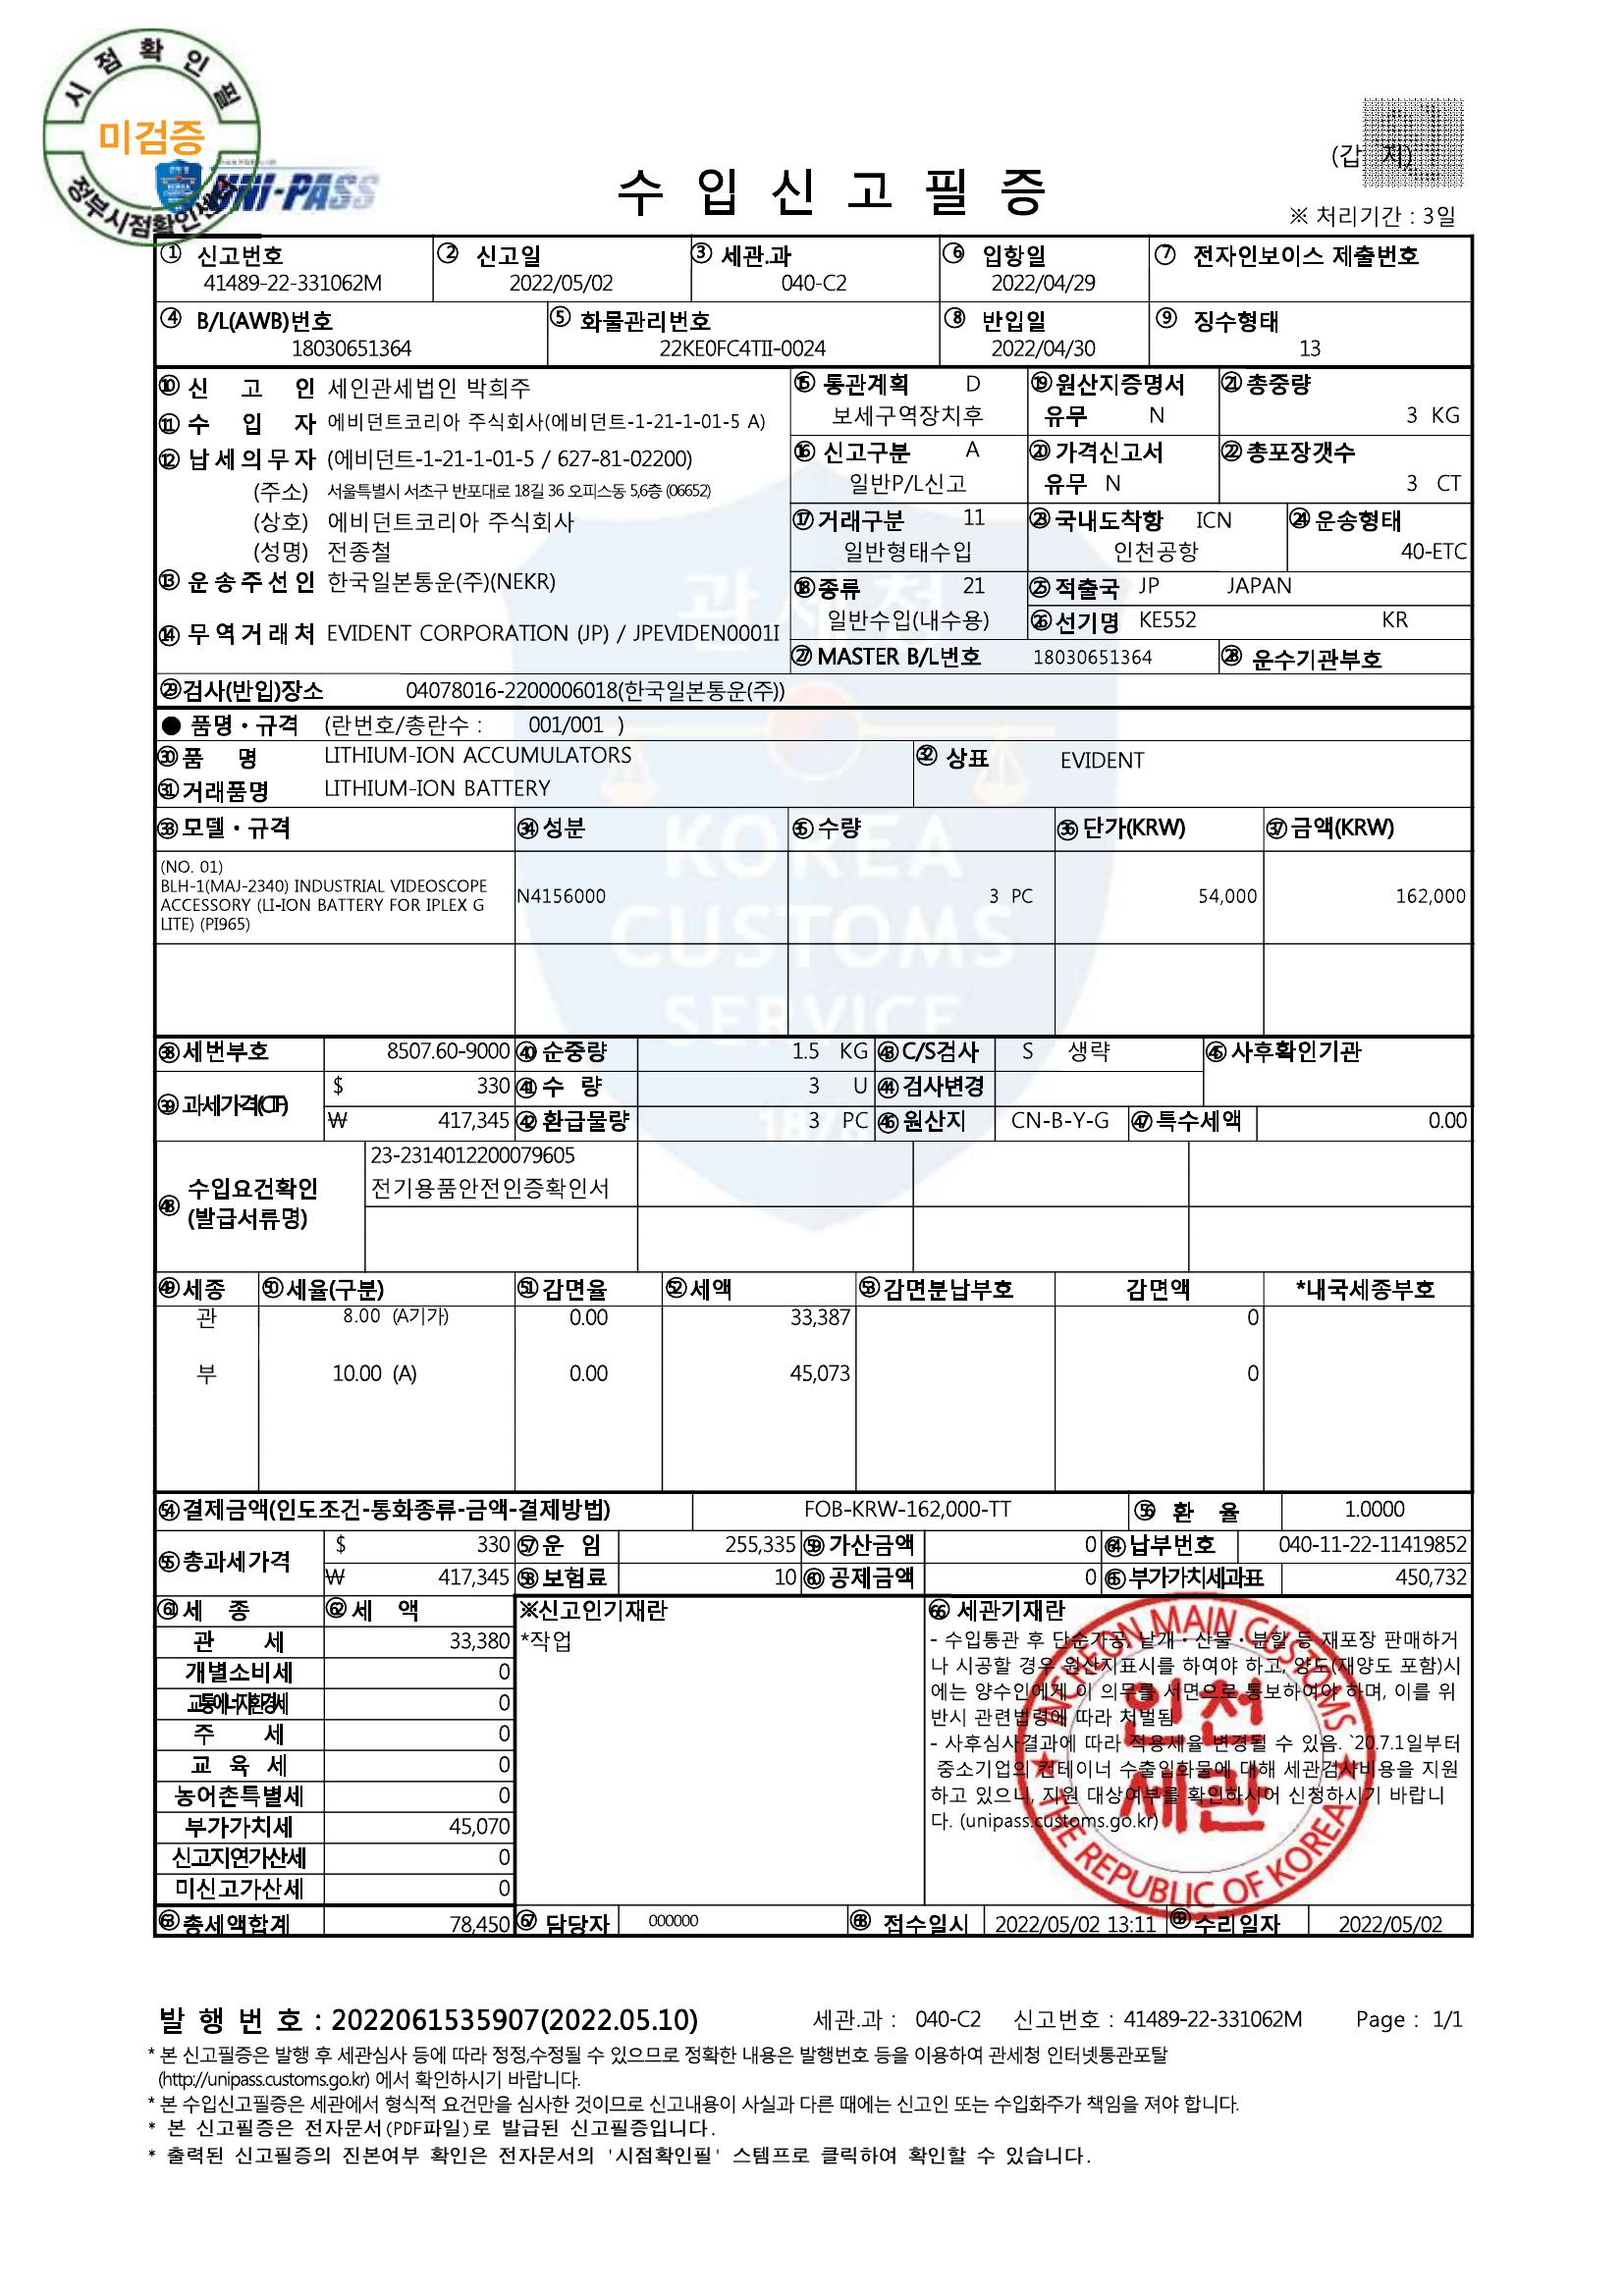 시점확인필
미검증
정부시점확인센터
UNI-PASS
수 입 신 고 필 증
(갑 지)
※ 처리기간 : 3일
① 신고번호 ② 신고일 ③ 세관.과 ⑥ 입항일 ⑦ 전자인보이스 제출번호
41489-22-331062M 2022/05/02 040-C2 2022/04/29
④ B/L(AWB)번호 ⑤ 화물관리번호 ⑧ 반입일 ⑨ 징수형태
18030651364 22KE0FC4TII-0024 2022/04/30 13
⑩ 신 고 인 세인관세법인 박희주
⑪ 수 입 자 에비던트코리아 주식회사(에비던트-1-21-1-01-5 A)
⑫ 납세의무자 (에비던트-1-21-1-01-5 / 627-81-02200)
(주소) 서울특별시 서초구 반포대로 18길 36 오피스동 5,6층 (06652)
(상호) 에비던트코리아 주식회사
(성명) 전종철
⑬ 운송주선인 한국일본통운(주)(NEKR)
⑭ 무역거래처 EVIDENT CORPORATION (JP) / JPEVIDEN0001I
⑮ 통관계획 D ⑲ 원산지증명서 ㉑ 총중량
보세구역장치후 유무 N 3 KG
⑯ 신고구분 A ⑳ 가격신고서 ㉒ 총포장갯수
일반P/L신고 유무 N 3 CT
⑰ 거래구분 11 ㉓ 국내도착항 ICN ㉔ 운송형태
일반형태수입 인천공항 40-ETC
⑱ 종류 21 ㉕ 적출국 JP JAPAN
일반수입(내수용) ㉖ 선기명 KE552 KR
㉗ MASTER B/L번호 18030651364 ㉘ 운수기관부호
㉙ 검사(반입)장소 04078016-2200006018(한국일본통운(주))
● 품명・규격 (란번호/총란수 : 001/001 )
㉚ 품 명 LITHIUM-ION ACCUMULATORS ㉜ 상표 EVIDENT
㉛ 거래품명 LITHIUM-ION BATTERY
㉝ 모델・규격 ㉞ 성분 ㉟ 수량 ㊱ 단가(KRW) ㊲ 금액(KRW)
(NO. 01)
BLH-1(MAJ-2340) INDUSTRIAL VIDEOSCOPE
ACCESSORY (LI-ION BATTERY FOR IPLEX G
LITE) (PI965)
N4156000 3 PC 54,000 162,000
관세청
KOREA
CUSTOMS
SERVICE
㊳ 세번부호 8507.60-9000 ㊵ 순중량 1.5 KG ㊸ C/S검사 S 생략 ㊺ 사후확인기관
㊴ 과세가격(CIF) $ 330 ㊶ 수 량 3 U ㊹ 검사변경
₩ 417,345 ㊷ 환급물량 3 PC ㊻ 원산지 CN-B-Y-G ㊼ 특수세액 0.00
㊽ 수입요건확인
(발급서류명)
23-2314012200079605
전기용품안전인증확인서
㊾ 세종 ㊿ 세율(구분) 51 감면율 52 세액 53 감면분납부호 감면액 *내국세종부호
관 8.00 (A기가) 0.00 33,387 0
부 10.00 (A) 0.00 45,073 0
54 결제금액(인도조건-통화종류-금액-결제방법) FOB-KRW-162,000-TT 56 환 율 1.0000
55 총과세가격 $ 330 57 운 임 255,335 59 가산금액 0 64 납부번호 040-11-22-11419852
₩ 417,345 58 보험료 10 60 공제금액 0 65 부가가치세과표 450,732
61 세 종 62 세 액 ※신고인기재란 66 세관기재란
관 세 33,380
개별소비세 0
교통에너지환경세 0
주 세 0
교 육 세 0
농어촌특별세 0
부가가치세 45,070
신고지연가산세 0
미신고가산세 0
*작업
- 수입통관 후 단순가공, 낱개・산물・분할 등 재포장 판매하거
나 시공할 경우 원산지표시를 하여야 하고, 양도(재양도 포함)시
에는 양수인에게 이 의무를 서면으로 통보하여야 하며, 이를 위
반시 관련법령에 따라 처벌됨
- 사후심사결과에 따라 적용세율 변경될 수 있음. `20.7.1일부터
중소기업의 컨테이너 수출입화물에 대해 세관검사비용을 지원
하고 있으니, 지원 대상여부를 확인하시어 신청하시기 바랍니
다. (unipass.customs.go.kr)
INCHEON MAIN CUSTOMS
인천
세관
THE REPUBLIC OF KOREA
63 총세액합계 78,450 67 담당자 000000 68 접수일시 2022/05/02 13:11 69 수리일자 2022/05/02
발 행 번 호 : 2022061535907(2022.05.10) 세관.과 : 040-C2 신고번호 : 41489-22-331062M Page : 1/1
* 본 신고필증은 발행 후 세관심사 등에 따라 정정,수정될 수 있으므로 정확한 내용은 발행번호 등을 이용하여 관세청 인터넷통관포탈
(http://unipass.customs.go.kr) 에서 확인하시기 바랍니다.
* 본 수입신고필증은 세관에서 형식적 요건만을 심사한 것이므로 신고내용이 사실과 다른 때에는 신고인 또는 수입화주가 책임을 져야 합니다.
* 본 신고필증은 전자문서(PDF파일)로 발급된 신고필증입니다.
* 출력된 신고필증의 진본여부 확인은 전자문서의 '시점확인필' 스템프로 클릭하여 확인할 수 있습니다.